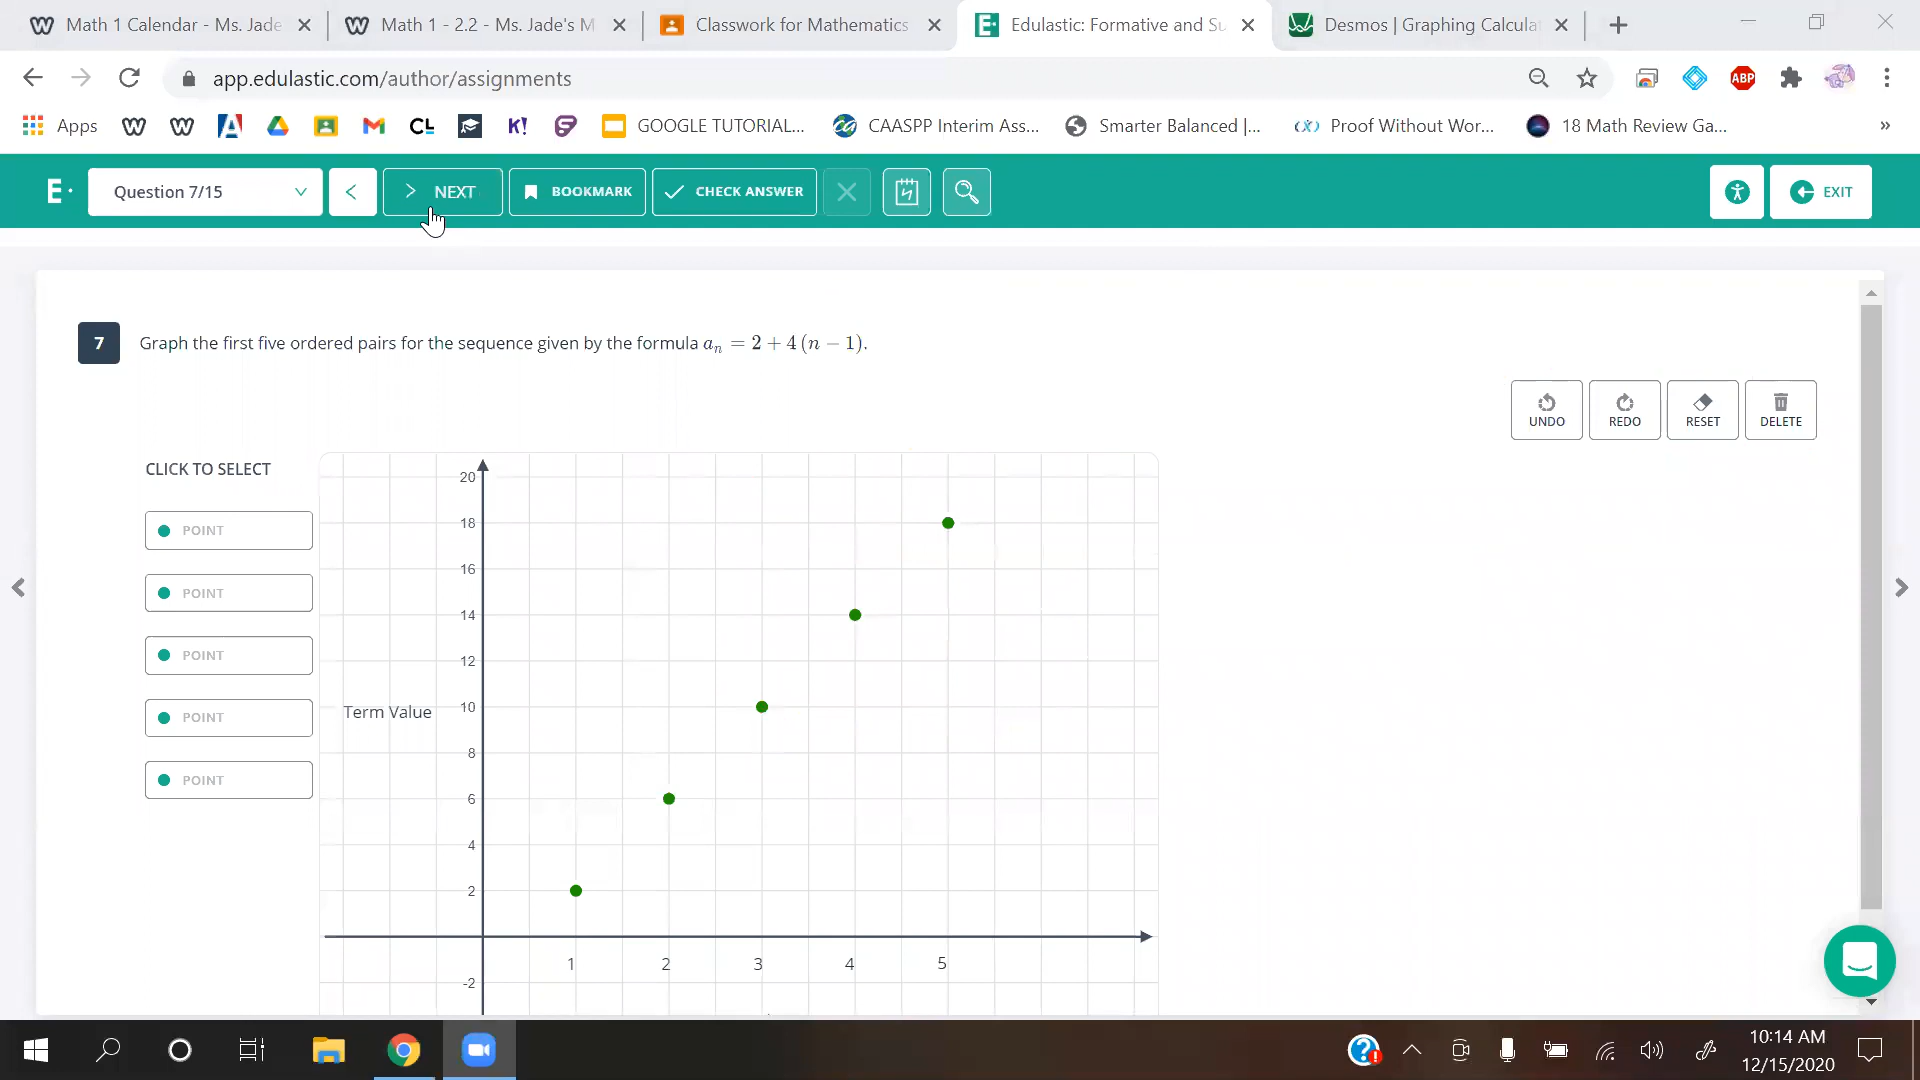 Math 1 Calendar - Ms. Jade
Math 1 - 2.2 - Ms. Jade's M
Classwork for Mathematics
Edulastic: Formative and Su
Desmos | Graphing Calcula
app.edulastic.com/author/assignments
ABP
Apps
CL
K!
GOOGLE TUTORIAL...
CAASPP Interim Ass...
Smarter Balanced |...
Proof Without Wor...
18 Math Review Ga...
E
Question 7/15
NEXT
BOOKMARK
CHECK ANSWER
EXIT
7 Graph the first five ordered pairs for the sequence given by the formula aₙ = 2 + 4 (n − 1).
UNDO
REDO
RESET
DELETE
CLICK TO SELECT
POINT
POINT
POINT
POINT
POINT
20
18
16
14
12
Term Value
10
8
6
4
2
1 2 3 4 5
-2
10:14 AM
12/15/2020